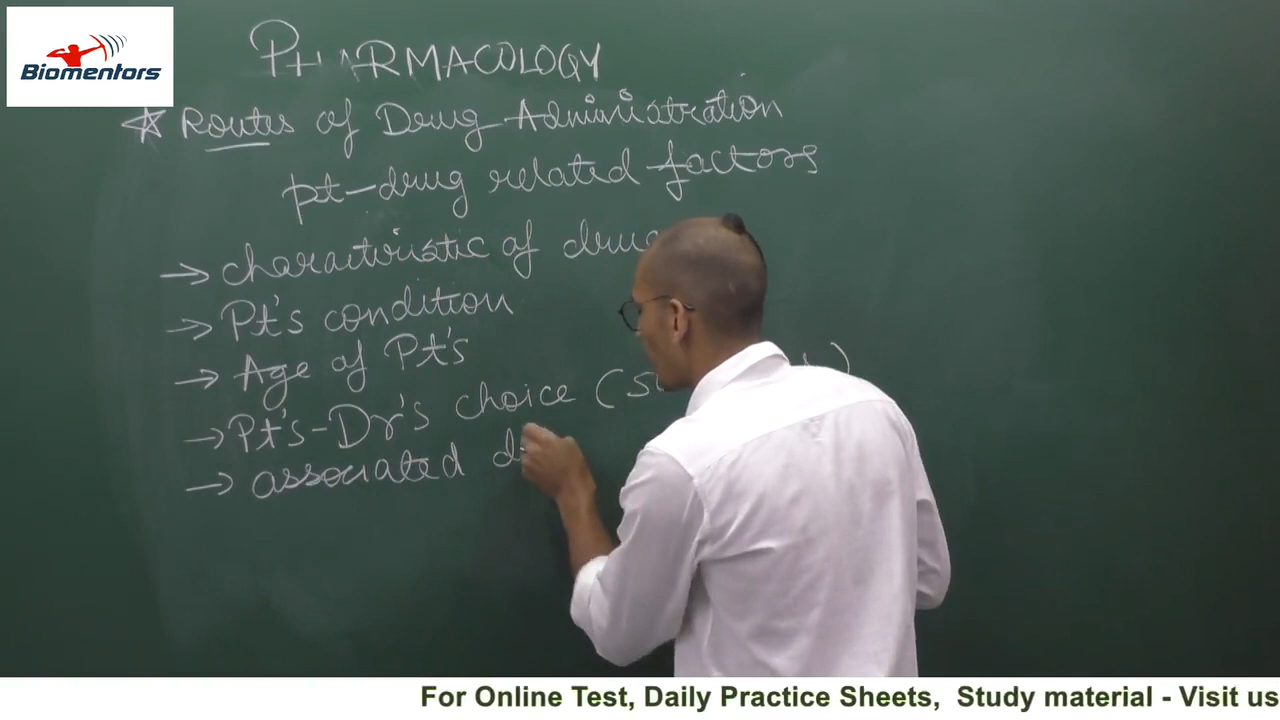 Biomentors
PHARMACOLOGY
☆ Routes of Drug Administration
pt-drug related factors
→ characteristic of drug
→ Pt's condition
→ Age of Pt's
→ Pt's-Dr's choice (
→ associated
For Online Test, Daily Practice Sheets, Study material - Visit us